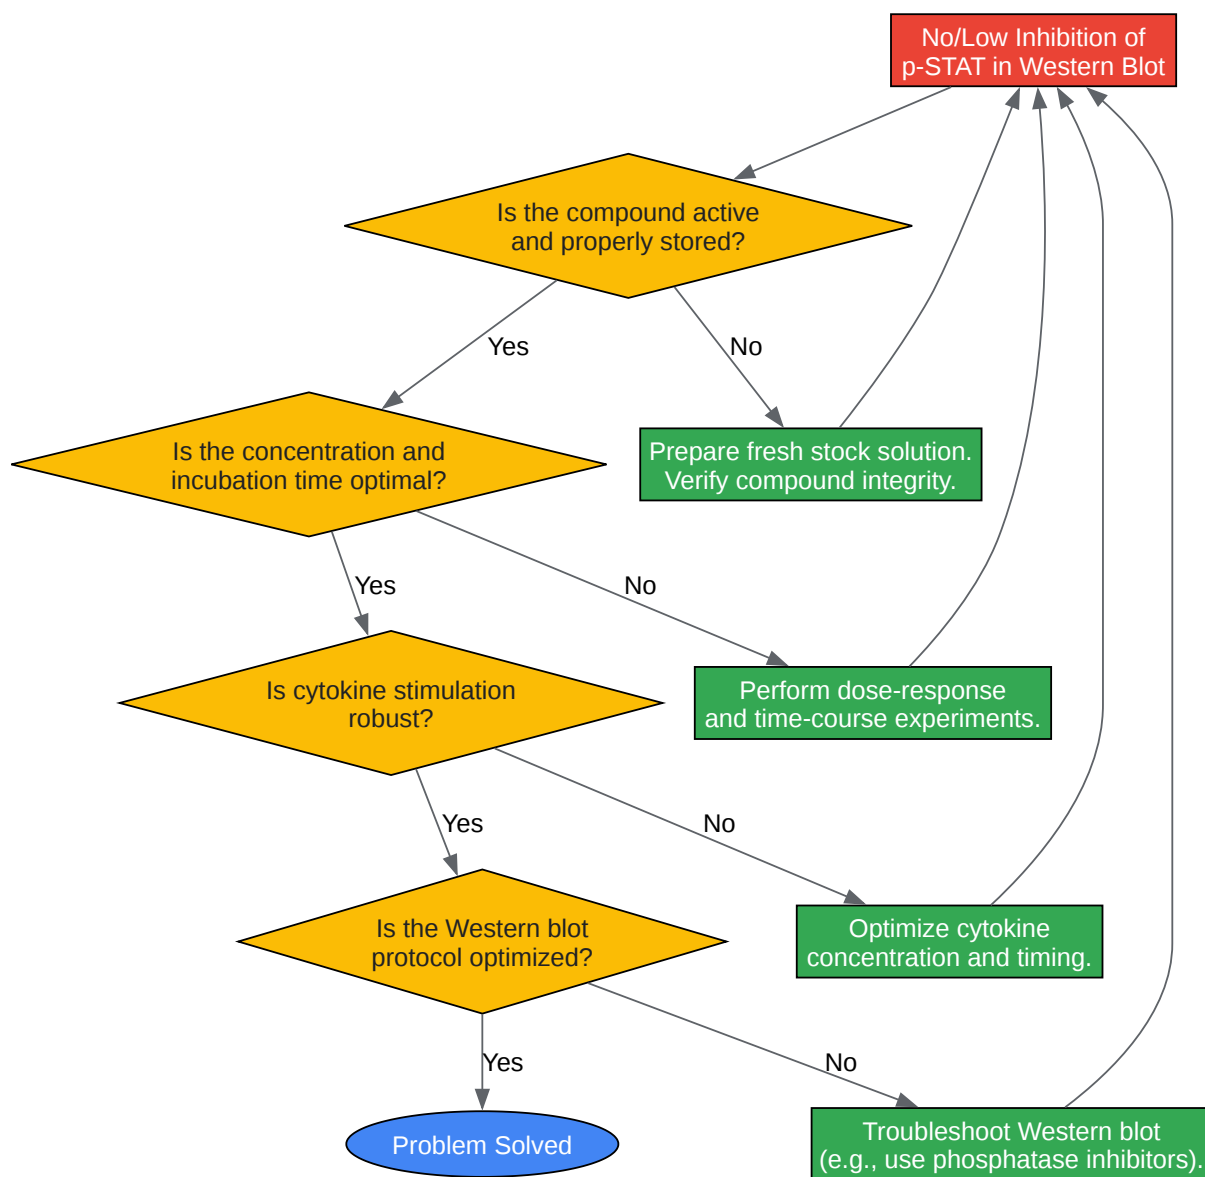 No/Low Inhibition of
p-STAT in Western Blot
Is the compound active
and properly stored?
Yes
No
Is the concentration and
incubation time optimal?
Prepare fresh stock solution.
Verify compound integrity.
Yes
No
Is cytokine stimulation
robust?
Perform dose-response
and time-course experiments.
Yes
No
Is the Western blot
protocol optimized?
Optimize cytokine
concentration and timing.
Yes
No
Problem Solved
Troubleshoot Western blot
(e.g., use phosphatase inhibitors).